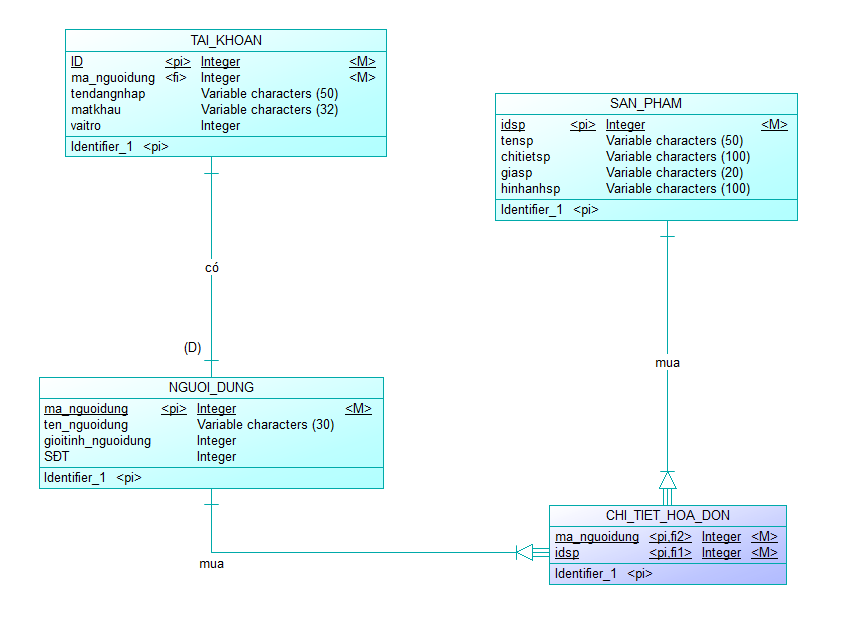 TAI_KHOAN
ID <pi> Integer <M>
ma_nguoidung <fi> Integer <M>
tendangnhap Variable characters (50)
matkhau Variable characters (32)
vaitro Integer
Identifier_1 <pi>
SAN_PHAM
idsp <pi> Integer <M>
tensp Variable characters (50)
chitietsp Variable characters (100)
giasp Variable characters (20)
hinhanhsp Variable characters (100)
Identifier_1 <pi>
có
(D)
mua
NGUOI_DUNG
ma_nguoidung <pi> Integer <M>
ten_nguoidung Variable characters (30)
gioitinh_nguoidung Integer
SĐT Integer
Identifier_1 <pi>
mua
CHI_TIET_HOA_DON
ma_nguoidung <pi,fi2> Integer <M>
idsp <pi,fi1> Integer <M>
Identifier_1 <pi>